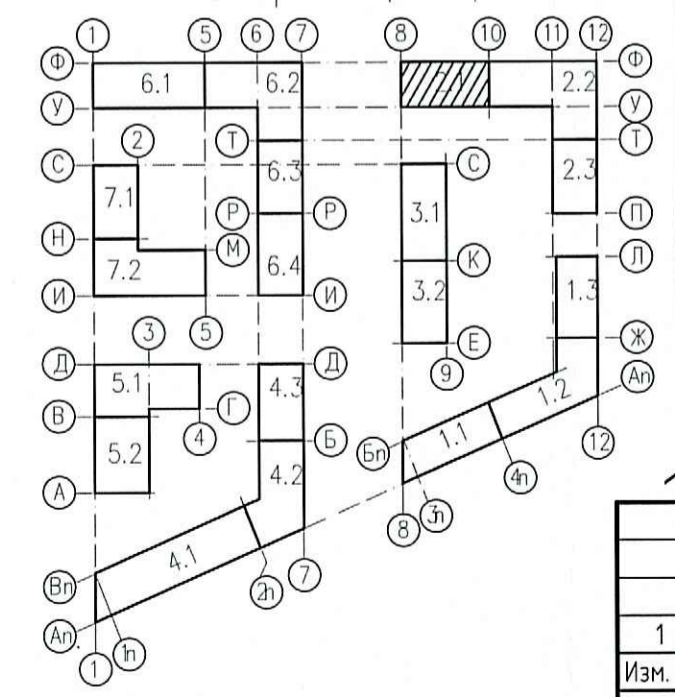 1 5 6 7 8 10 11 12
Ф 6.1 6.2 2.2 Ф
У У
Т Т
С 2 6.3 С 2.3
7.1 3.1
Р Р П
Н М К Л
7.2 6.4 3.2 1.3
И И
3 5 Е Ж
Д 5.1 Д 9 Ап
4.3 1.2
В Г
5.2 4 Б Бп 1.1
4.2 4п 12
А 3п
8
4.1
Вп 2п 7
Ап. 1п
1
1
Изм.